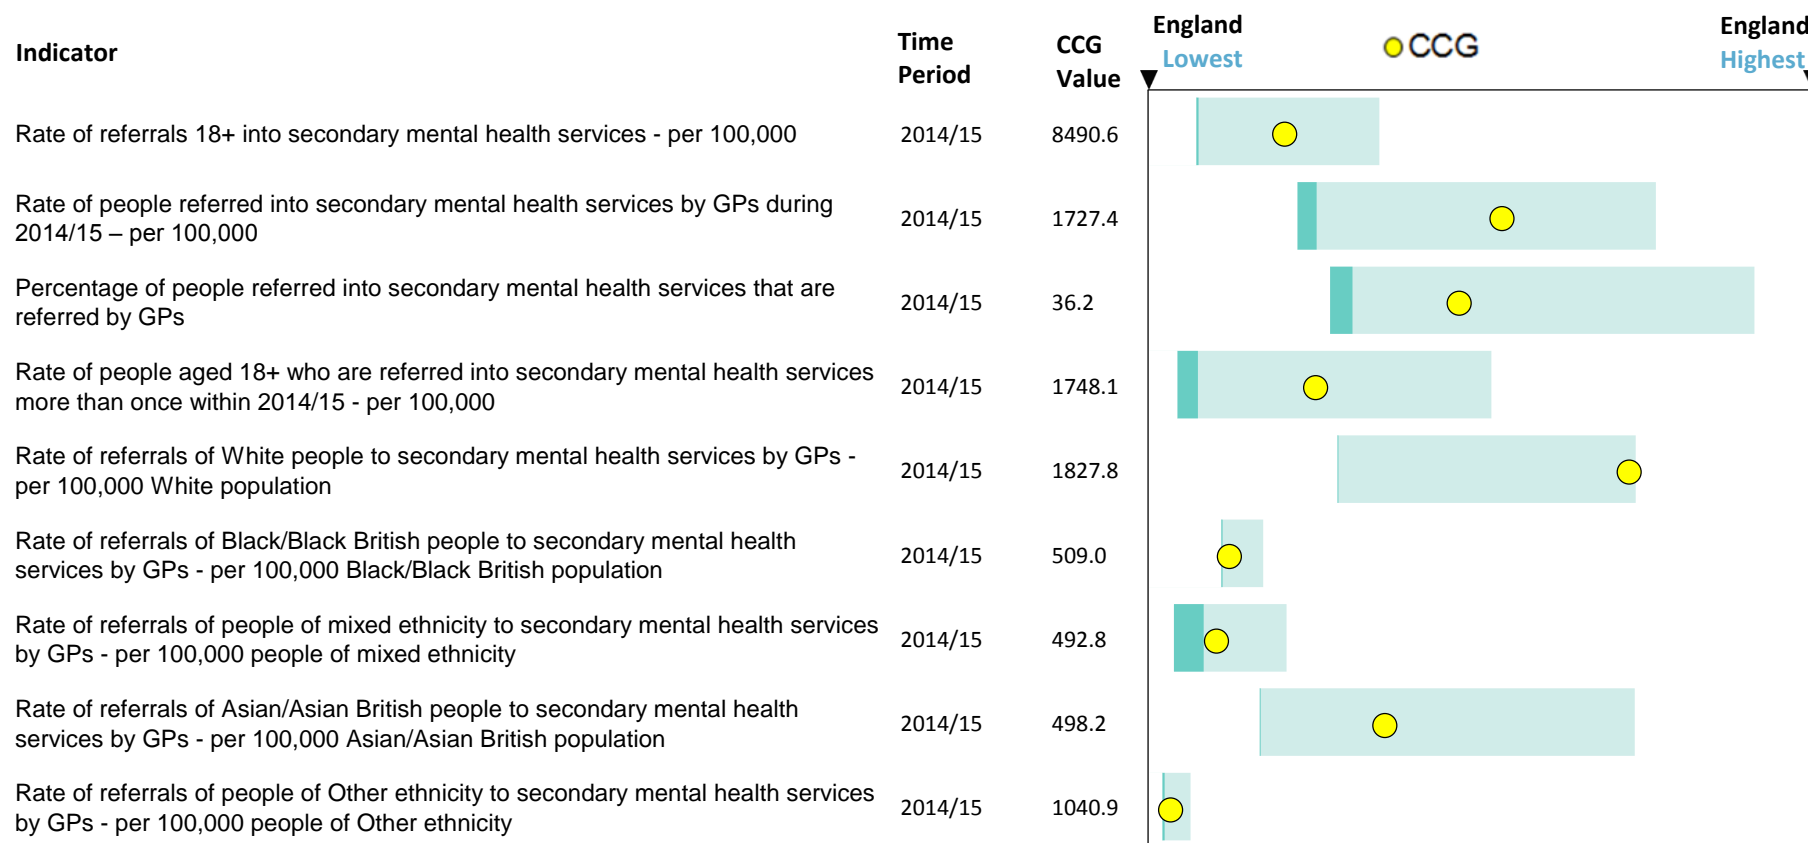 Indicator
Time
Period
CCG
Value
England
Lowest
CCG
England
Highest
Rate of referrals 18+ into secondary mental health services - per 100,000
2014/15
8490.6
Rate of people referred into secondary mental health services by GPs during
2014/15 – per 100,000
2014/15
1727.4
Percentage of people referred into secondary mental health services that are
referred by GPs
2014/15
36.2
Rate of people aged 18+ who are referred into secondary mental health services
more than once within 2014/15 - per 100,000
2014/15
1748.1
Rate of referrals of White people to secondary mental health services by GPs -
per 100,000 White population
2014/15
1827.8
Rate of referrals of Black/Black British people to secondary mental health
services by GPs - per 100,000 Black/Black British population
2014/15
509.0
Rate of referrals of people of mixed ethnicity to secondary mental health services
by GPs - per 100,000 people of mixed ethnicity
2014/15
492.8
Rate of referrals of Asian/Asian British people to secondary mental health
services by GPs - per 100,000 Asian/Asian British population
2014/15
498.2
Rate of referrals of people of Other ethnicity to secondary mental health services
by GPs - per 100,000 people of Other ethnicity
2014/15
1040.9